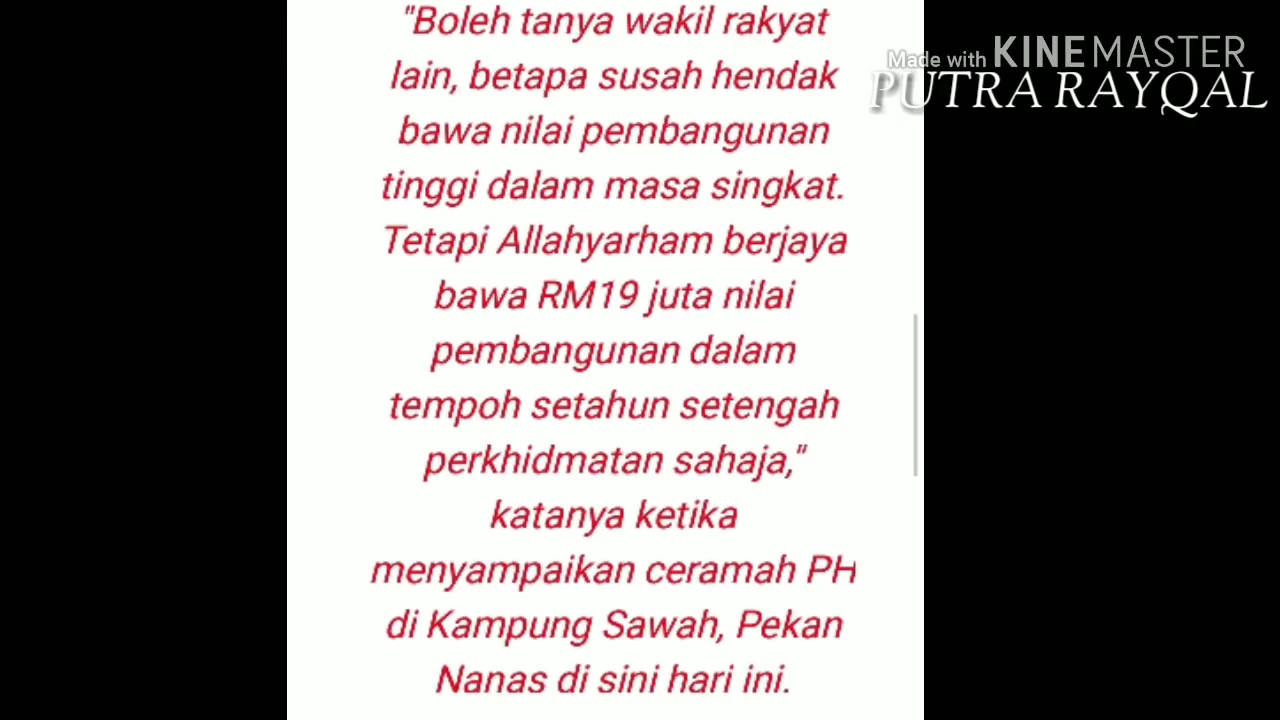 "Boleh tanya wakil rakyat
lain, betapa susah hendak
bawa nilai pembangunan
tinggi dalam masa singkat.
Tetapi Allahyarham berjaya
bawa RM19 juta nilai
pembangunan dalam
tempoh setahun setengah
perkhidmatan sahaja,"
katanya ketika
menyampaikan ceramah PH
di Kampung Sawah, Pekan
Nanas di sini hari ini.
Made with KINEMASTER
PUTRA RAYQAL